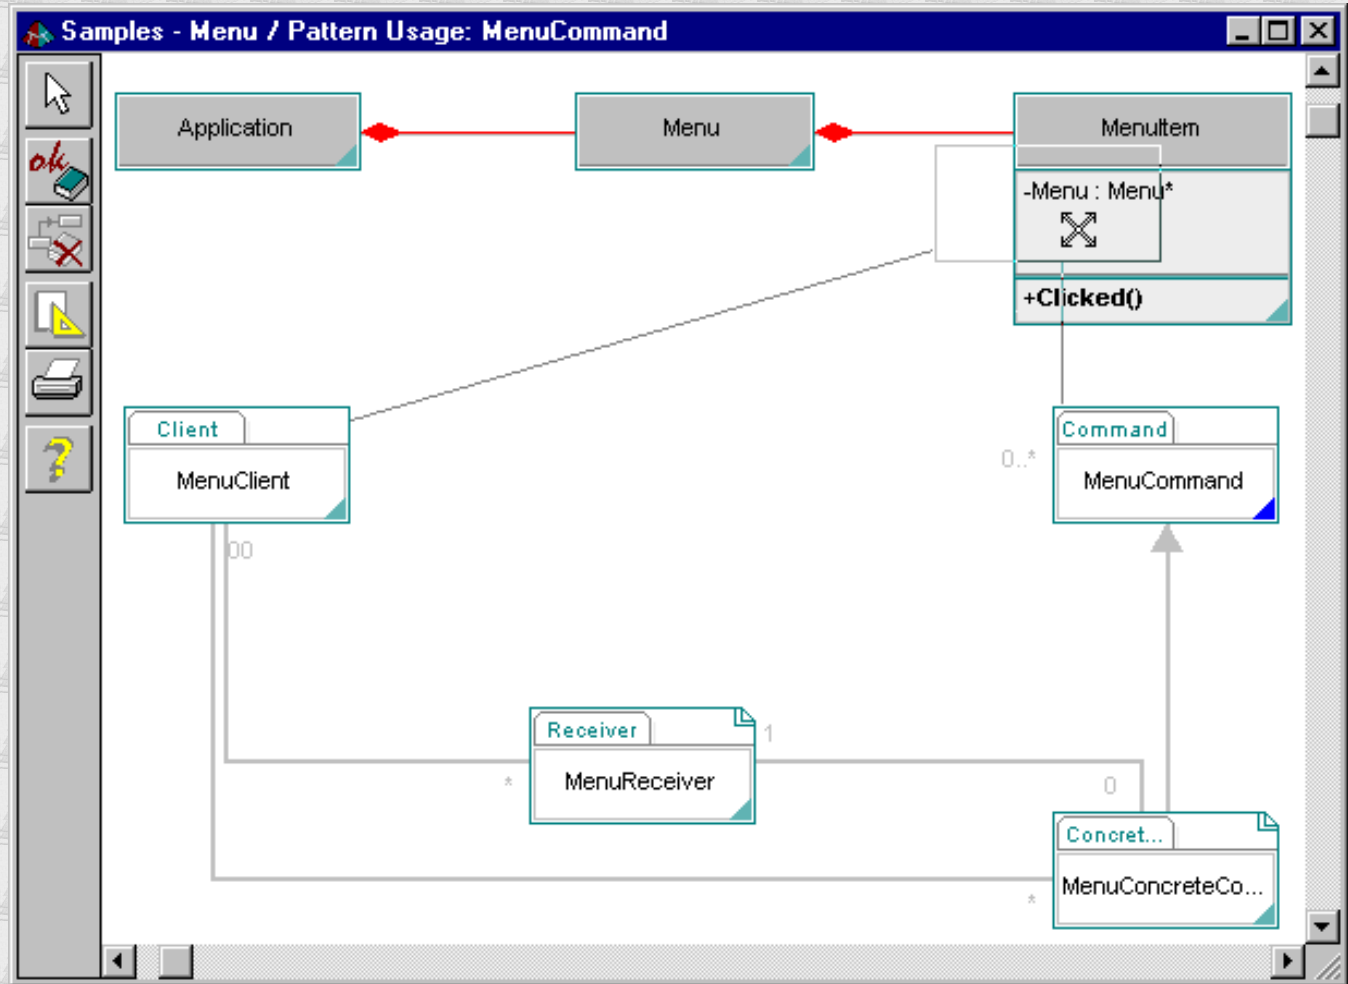 Samples - Menu / Pattern Usage: MenuCommand
ok
Application
Menu
MenuItem
-Menu : Menu*
+Clicked()
?
Client
MenuClient
00
0..*
Command
MenuCommand
Receiver
MenuReceiver
1
*
0
Concret...
MenuConcreteCo...
*